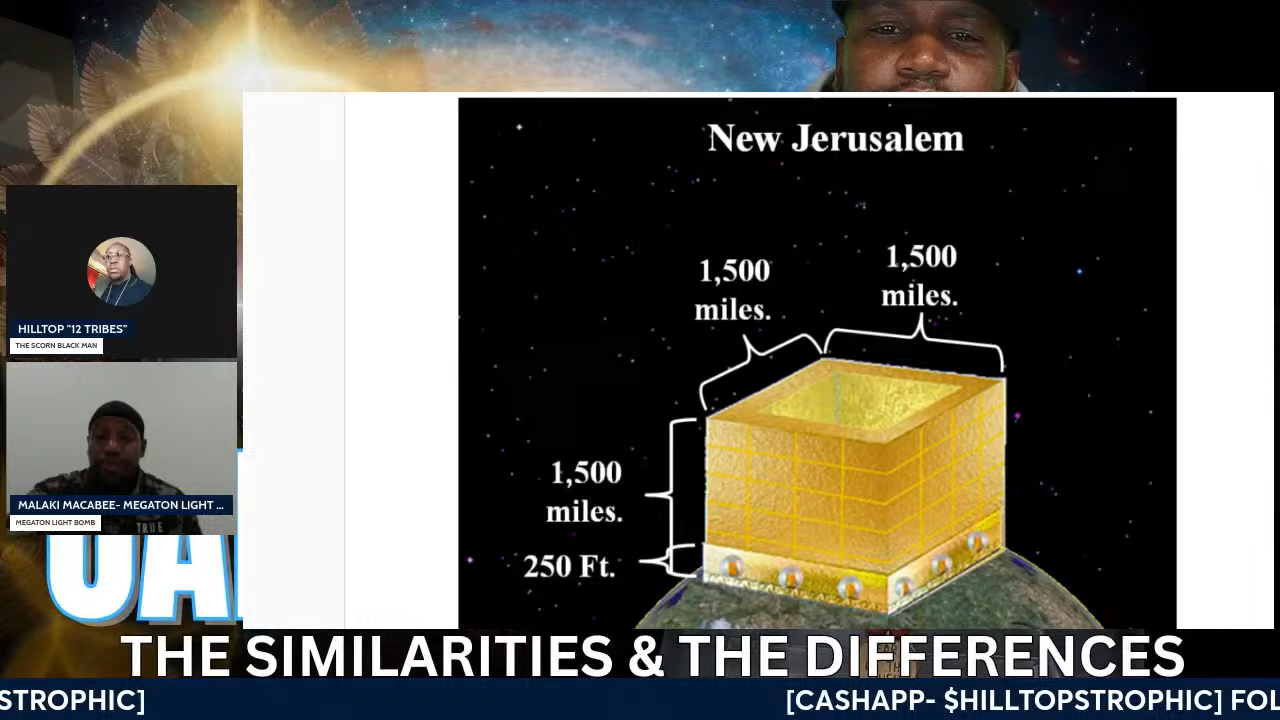 New Jerusalem
1,500
miles.
1,500
miles.
1,500
miles.
250 Ft.
HILLTOP "12 TRIBES"
THE SCORN BLACK MAN
MALAKI MACABEE- MEGATON LIGHT ...
MEGATON LIGHT BOMB
TRUE
THE SIMILARITIES & THE DIFFERENCES
STROPHIC]
[CASHAPP- $HILLTOPSTROPHIC] FOL